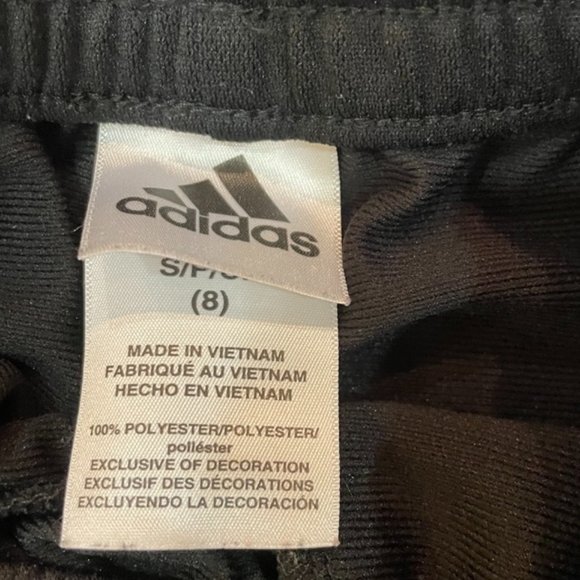 adidas
S/P/
(8)
MADE IN VIETNAM
FABRIQUÉ AU VIETNAM
HECHO EN VIETNAM
100% POLYESTER/POLYESTER/
poliéster
EXCLUSIVE OF DECORATION
EXCLUSIF DES DÉCORATIONS
EXCLUYENDO LA DECORACIÓN